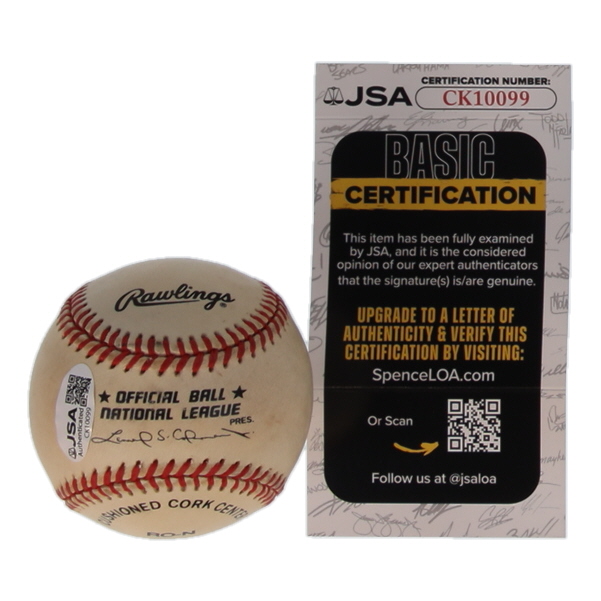 Rawlings
OFFICIAL BALL
NATIONAL LEAGUE
PRES.
CUSHIONED CORK CENTER
RO-N
JSA
Authenticated
CK10099
CERTIFICATION NUMBER:
JSA CK10099
BASIC
CERTIFICATION
This item has been fully examined
by JSA, and it is the considered
opinion of our expert authenticators
that the signature(s) is/are genuine.
UPGRADE TO A LETTER OF
AUTHENTICITY & VERIFY THIS
CERTIFICATION BY VISITING:
SpenceLOA.com
Or Scan
Follow us at @jsaloa